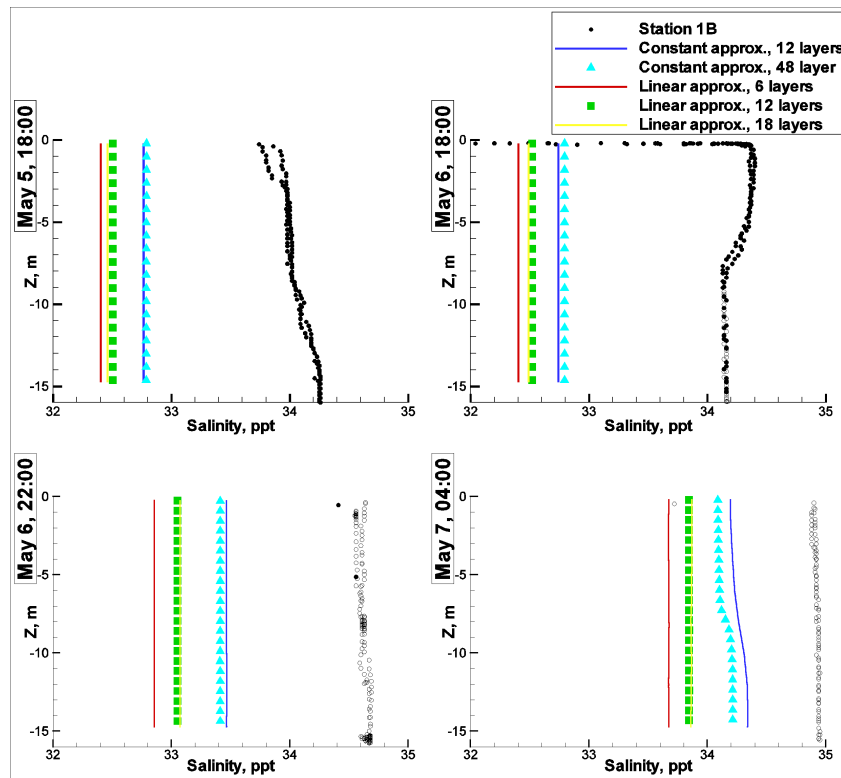 Station 1B
Constant approx., 12 layers
Constant approx., 48 layer
Linear approx., 6 layers
Linear approx., 12 layers
Linear approx., 18 layers
May 5, 18:00
Z, m
0
-5
-10
-15
32 33 34 35
Salinity, ppt
May 6, 18:00
Z, m
0
-5
-10
-15
32 33 34 35
Salinity, ppt
May 6, 22:00
Z, m
0
-5
-10
-15
32 33 34 35
Salinity, ppt
May 7, 04:00
Z, m
0
-5
-10
-15
32 33 34 35
Salinity, ppt